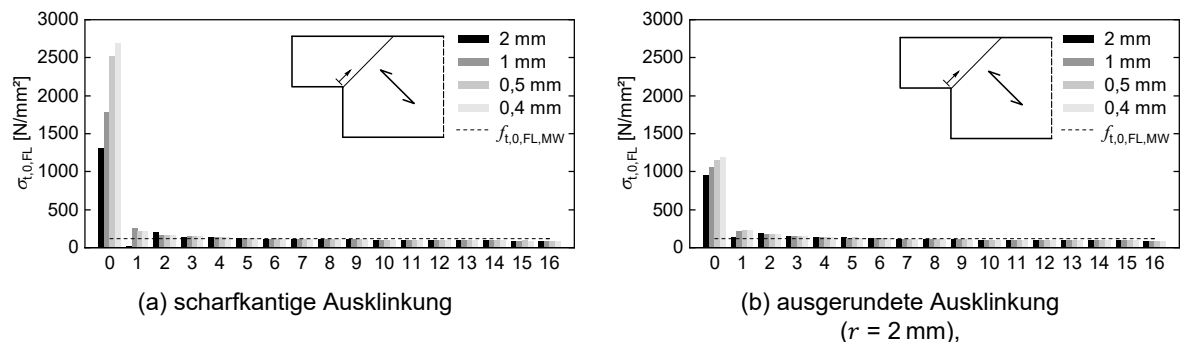 3000
2500
2000
1500
1000
500
0
σt,0,FL [N/mm²]
2 mm
1 mm
0,5 mm
0,4 mm
ft,0,FL,MW
0 1 2 3 4 5 6 7 8 9 10 11 12 13 14 15 16
(a) scharfkantige Ausklinkung
3000
2500
2000
1500
1000
500
0
σt,0,FL [N/mm²]
2 mm
1 mm
0,5 mm
0,4 mm
ft,0,FL,MW
0 1 2 3 4 5 6 7 8 9 10 11 12 13 14 15 16
(b) ausgerundete Ausklinkung
(r = 2 mm),